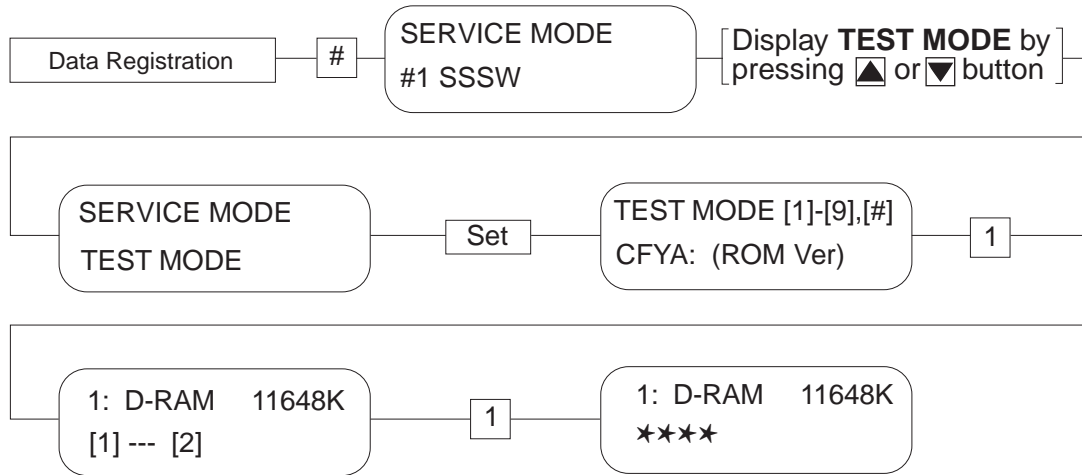 Data Registration
#
SERVICE MODE
#1 SSSW
Display TEST MODE by
pressing ▲ or ▼ button
SERVICE MODE
TEST MODE
Set
TEST MODE [1]-[9],[#]
CFYA: (ROM Ver)
1
1: D-RAM 11648K
[1] --- [2]
1
1: D-RAM 11648K
★★★★